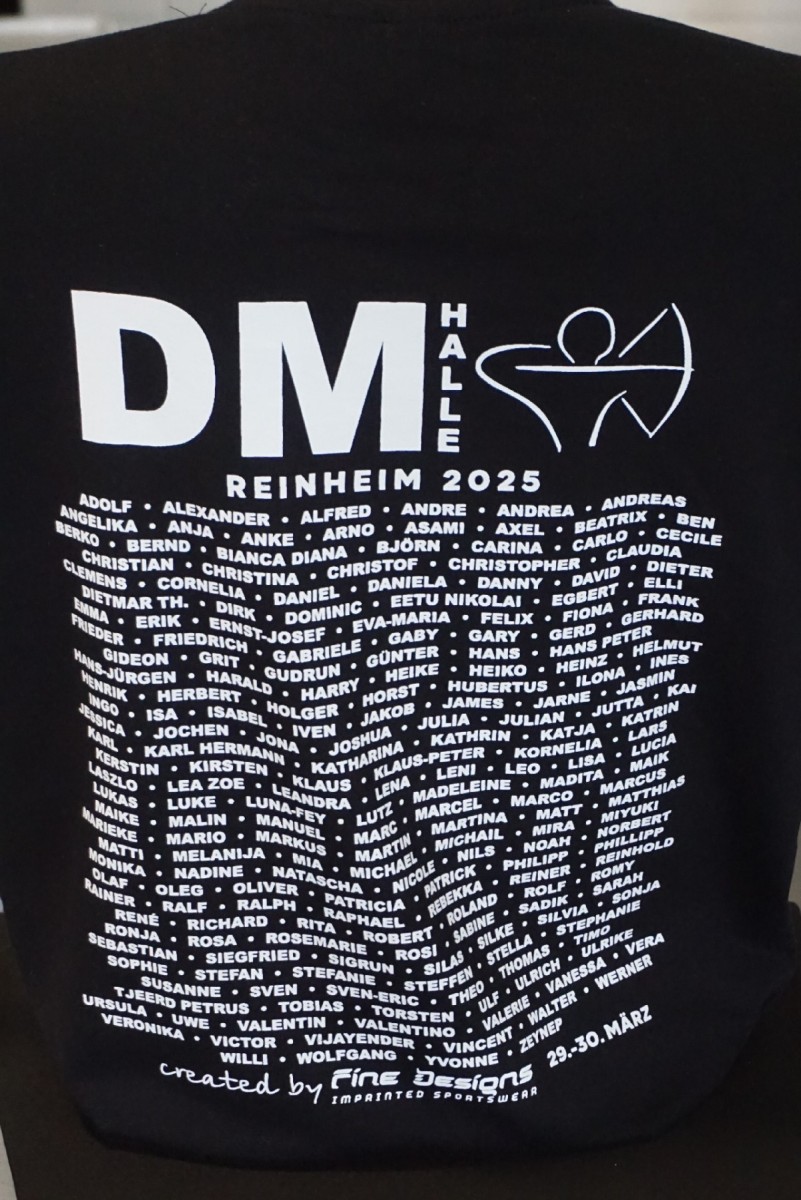 DM HALLE
REINHEIM 2025
ADOLF • ALEXANDER • ALFRED • ANDRE • ANDREA • ANDREAS
ANGELIKA • ANJA • ANKE • ARNO • ASAMI • AXEL • BEATRIX • BEN
BERKO • BERND • BIANCA DIANA • BJÖRN • CARINA • CARLO • CECILE
CHRISTIAN • CHRISTINA • CHRISTOF • CHRISTOPHER • CLAUDIA
CLEMENS • CORNELIA • DANIEL • DANIELA • DANNY • DAVID • DIETER
DIETMAR TH. • DIRK • DOMINIC • EETU NIKOLAI • EGBERT • ELLI
EMMA • ERIK • ERNST-JOSEF • EVA-MARIA • FELIX • FIONA • FRANK
FRIEDER • FRIEDRICH • GABRIELE • GABY • GARY • GERD • GERHARD
GIDEON • GRIT • GUDRUN • GÜNTER • HANS • HANS PETER
HANS-JÜRGEN • HARALD • HARRY • HEIKE • HEIKO • HEINZ • HELMUT
HENRIK • HERBERT • HOLGER • HORST • HUBERTUS • ILONA • INES
INGO • ISA • ISABEL • IVEN • JAKOB • JAMES • JARNE • JASMIN
JESSICA • JOCHEN • JONA • JOSHUA • JULIA • JULIAN • JUTTA • KAI
KARL • KARL HERMANN • KATHARINA • KATHRIN • KATJA • KATRIN
KERSTIN • KIRSTEN • KLAUS • KLAUS-PETER • KORNELIA • LARS
LASZLO • LEA ZOE • LEANDRA • LENA • LENI • LEO • LISA • LUCIA
LUKAS • LUKE • LUNA-FEY • LUTZ • MADELEINE • MADITA • MAIK
MAIKE • MALIN • MANUEL • MARC • MARCEL • MARCO • MARCUS
MARIEKE • MARIO • MARKUS • MARTIN • MARTINA • MATT • MATTHIAS
MATTI • MELANIJA • MIA • MICHAEL • MICHAIL • MIRA • MIYUKI
MONIKA • NADINE • NATASCHA • NICOLE • NILS • NOAH • NORBERT
OLAF • OLEG • OLIVER • PATRICIA • PATRICK • PHILIPP • PHILLIPP
RAINER • RALF • RALPH • RAPHAEL • REBEKKA • REINER • REINHOLD
RENÉ • RICHARD • RITA • ROBERT • ROLAND • ROLF • ROMY
RONJA • ROSA • ROSEMARIE • ROSI • SABINE • SADIK • SARAH
SEBASTIAN • SIEGFRIED • SIGRUN • SILAS • SILKE • SILVIA • SONJA
SOPHIE • STEFAN • STEFANIE • STEFFEN • STELLA • STEPHANIE
SUSANNE • SVEN • SVEN-ERIC • THEO • THOMAS • TIMO
TJEERD PETRUS • TOBIAS • TORSTEN • ULF • ULRICH • ULRIKE
URSULA • UWE • VALENTIN • VALENTINO • VALERIE • VANESSA • VERA
VERONIKA • VICTOR • VIJAYENDER • VINCENT • WALTER • WERNER
WILLI • WOLFGANG • YVONNE • ZEYNEP
29.-30. MÄRZ
created by Fine Designs
IMPRINTED SPORTSWEAR